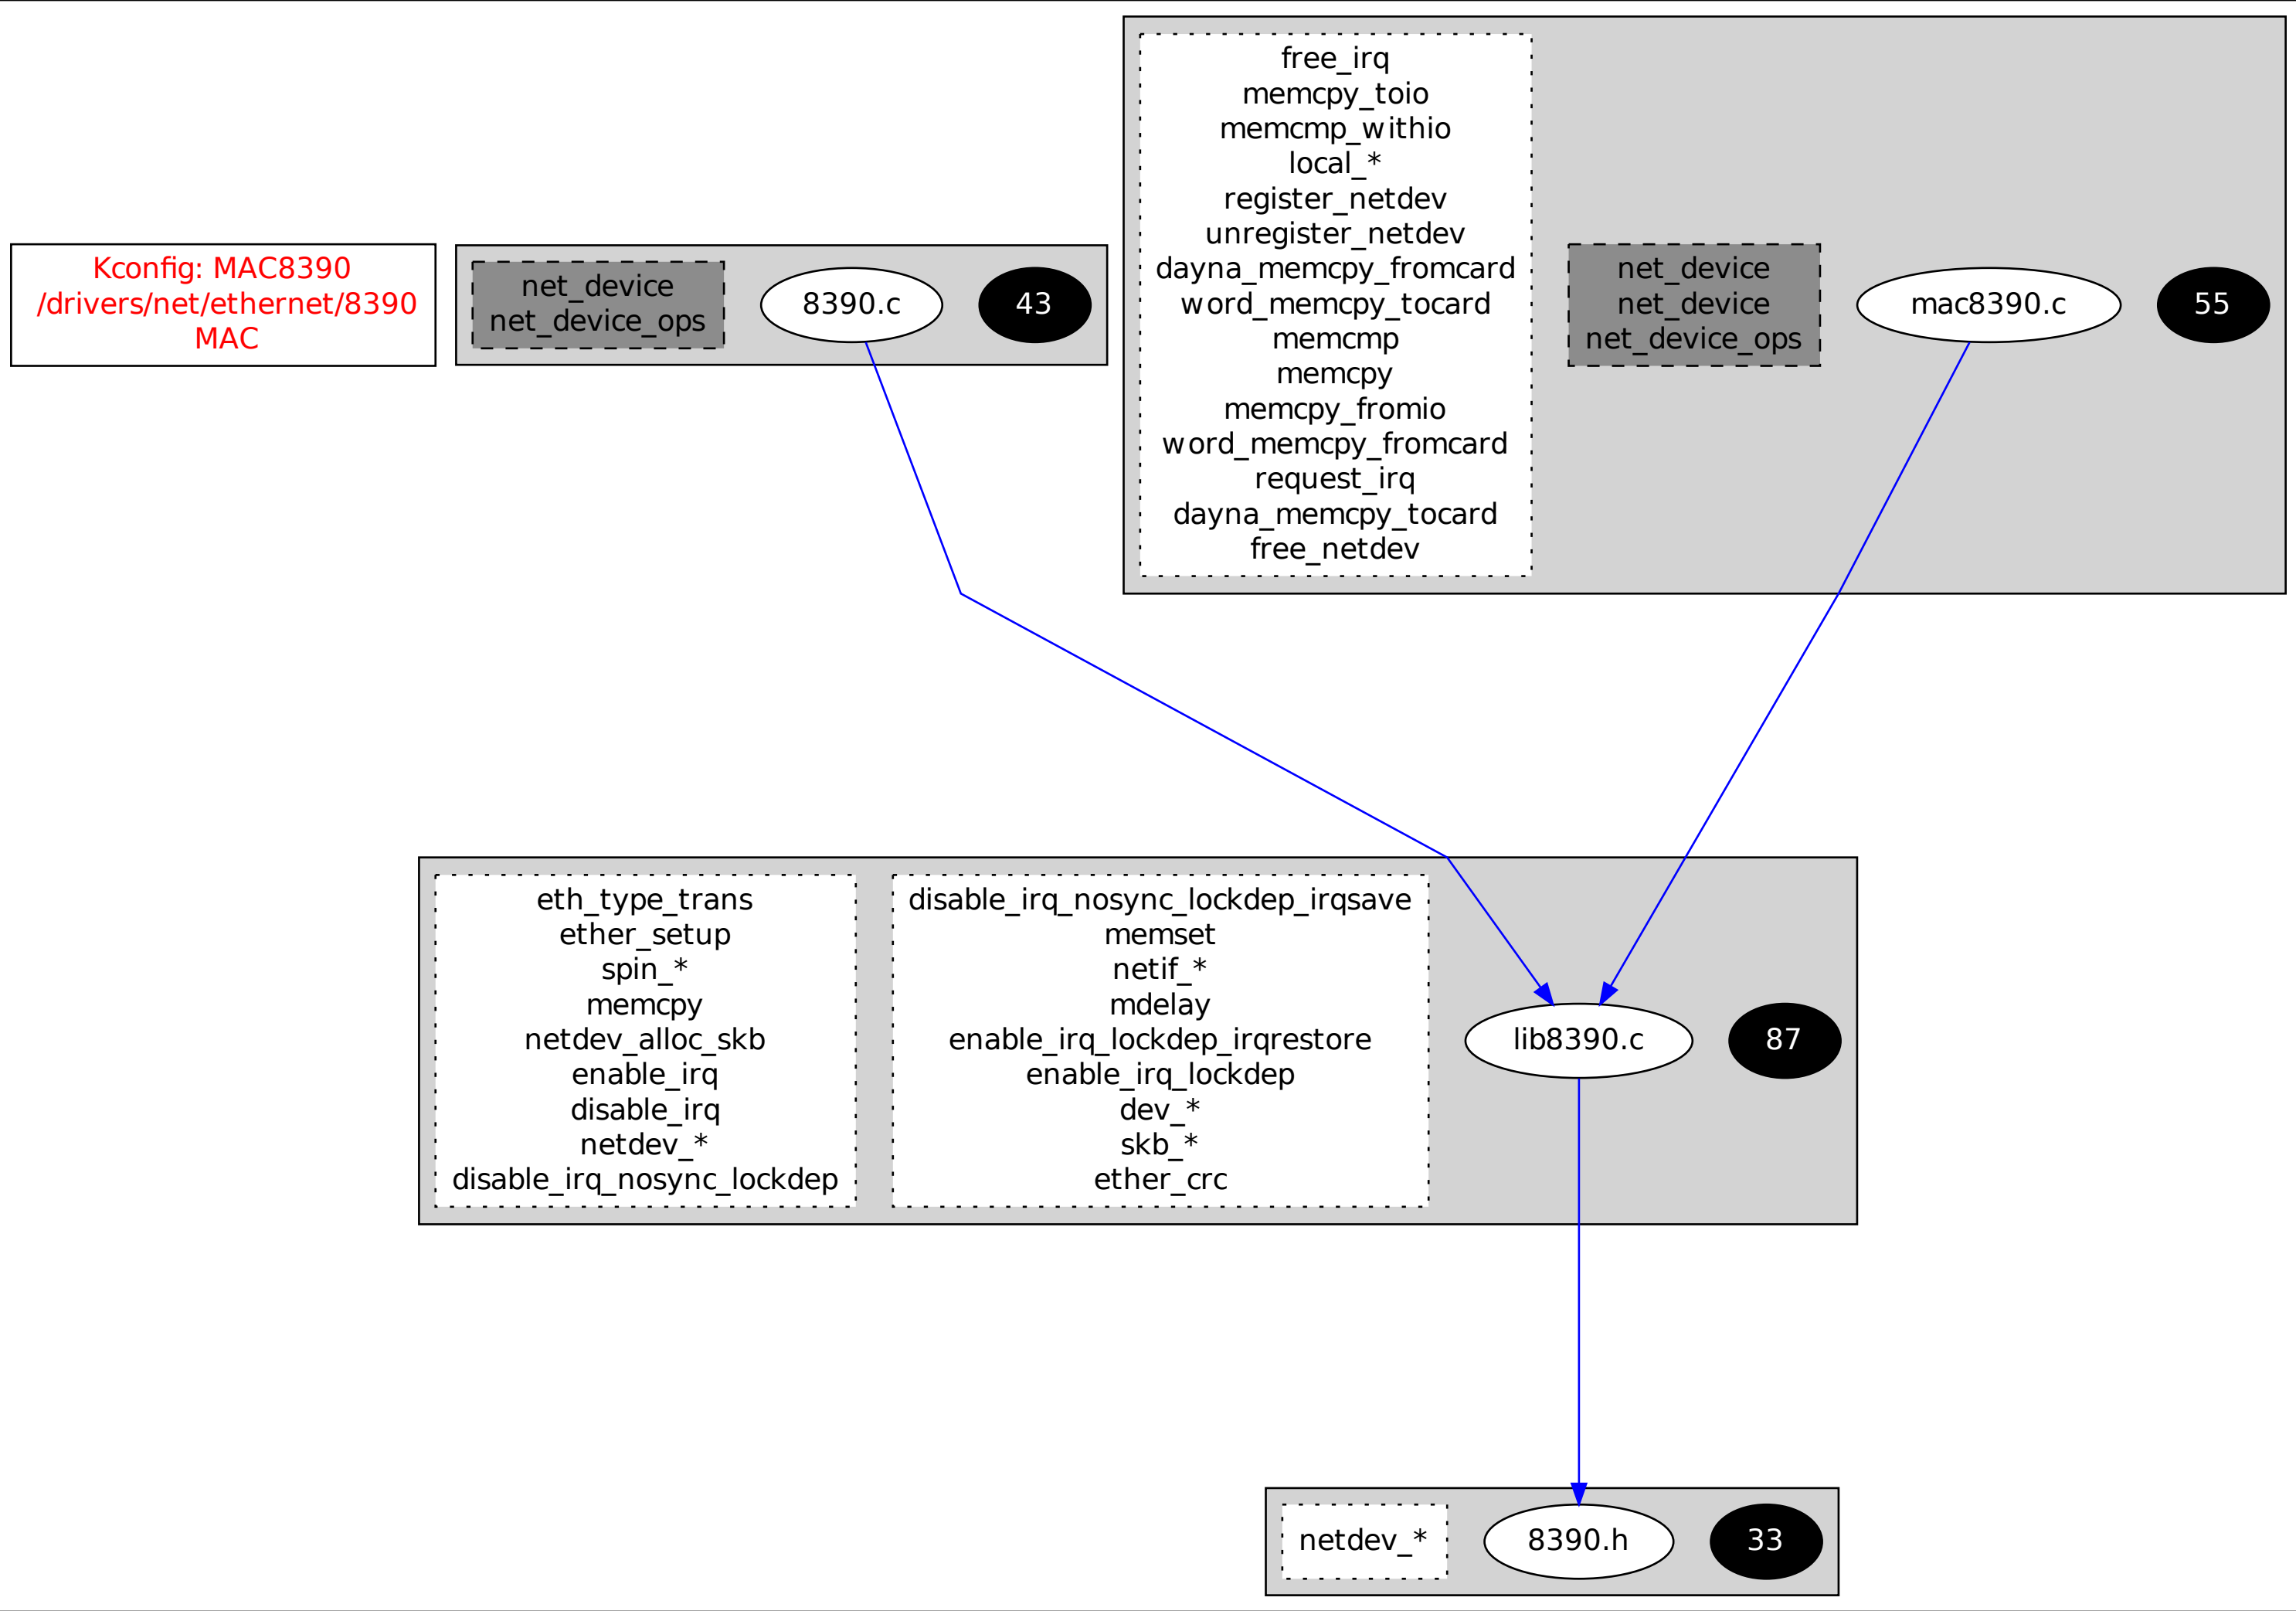 Kconfig: MAC8390
/drivers/net/ethernet/8390
MAC
net_device
net_device_ops
8390.c
43
free_irq
memcpy_toio
memcmp_withio
local_*
register_netdev
unregister_netdev
dayna_memcpy_fromcard
word_memcpy_tocard
memcmp
memcpy
memcpy_fromio
word_memcpy_fromcard
request_irq
dayna_memcpy_tocard
free_netdev
net_device
net_device
net_device_ops
mac8390.c
55
eth_type_trans
ether_setup
spin_*
memcpy
netdev_alloc_skb
enable_irq
disable_irq
netdev_*
disable_irq_nosync_lockdep
disable_irq_nosync_lockdep_irqsave
memset
netif_*
mdelay
enable_irq_lockdep_irqrestore
enable_irq_lockdep
dev_*
skb_*
ether_crc
lib8390.c
87
netdev_*
8390.h
33